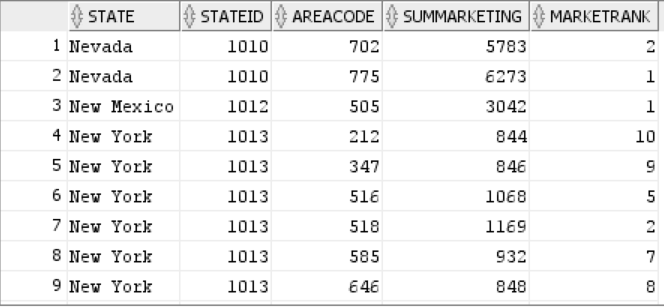 STATE STATEID AREACODE SUMMARKETING MARKETRANK
1 Nevada 1010 702 5783 2
2 Nevada 1010 775 6273 1
3 New Mexico 1012 505 3042 1
4 New York 1013 212 844 10
5 New York 1013 347 846 9
6 New York 1013 516 1068 5
7 New York 1013 518 1169 2
8 New York 1013 585 932 7
9 New York 1013 646 848 8